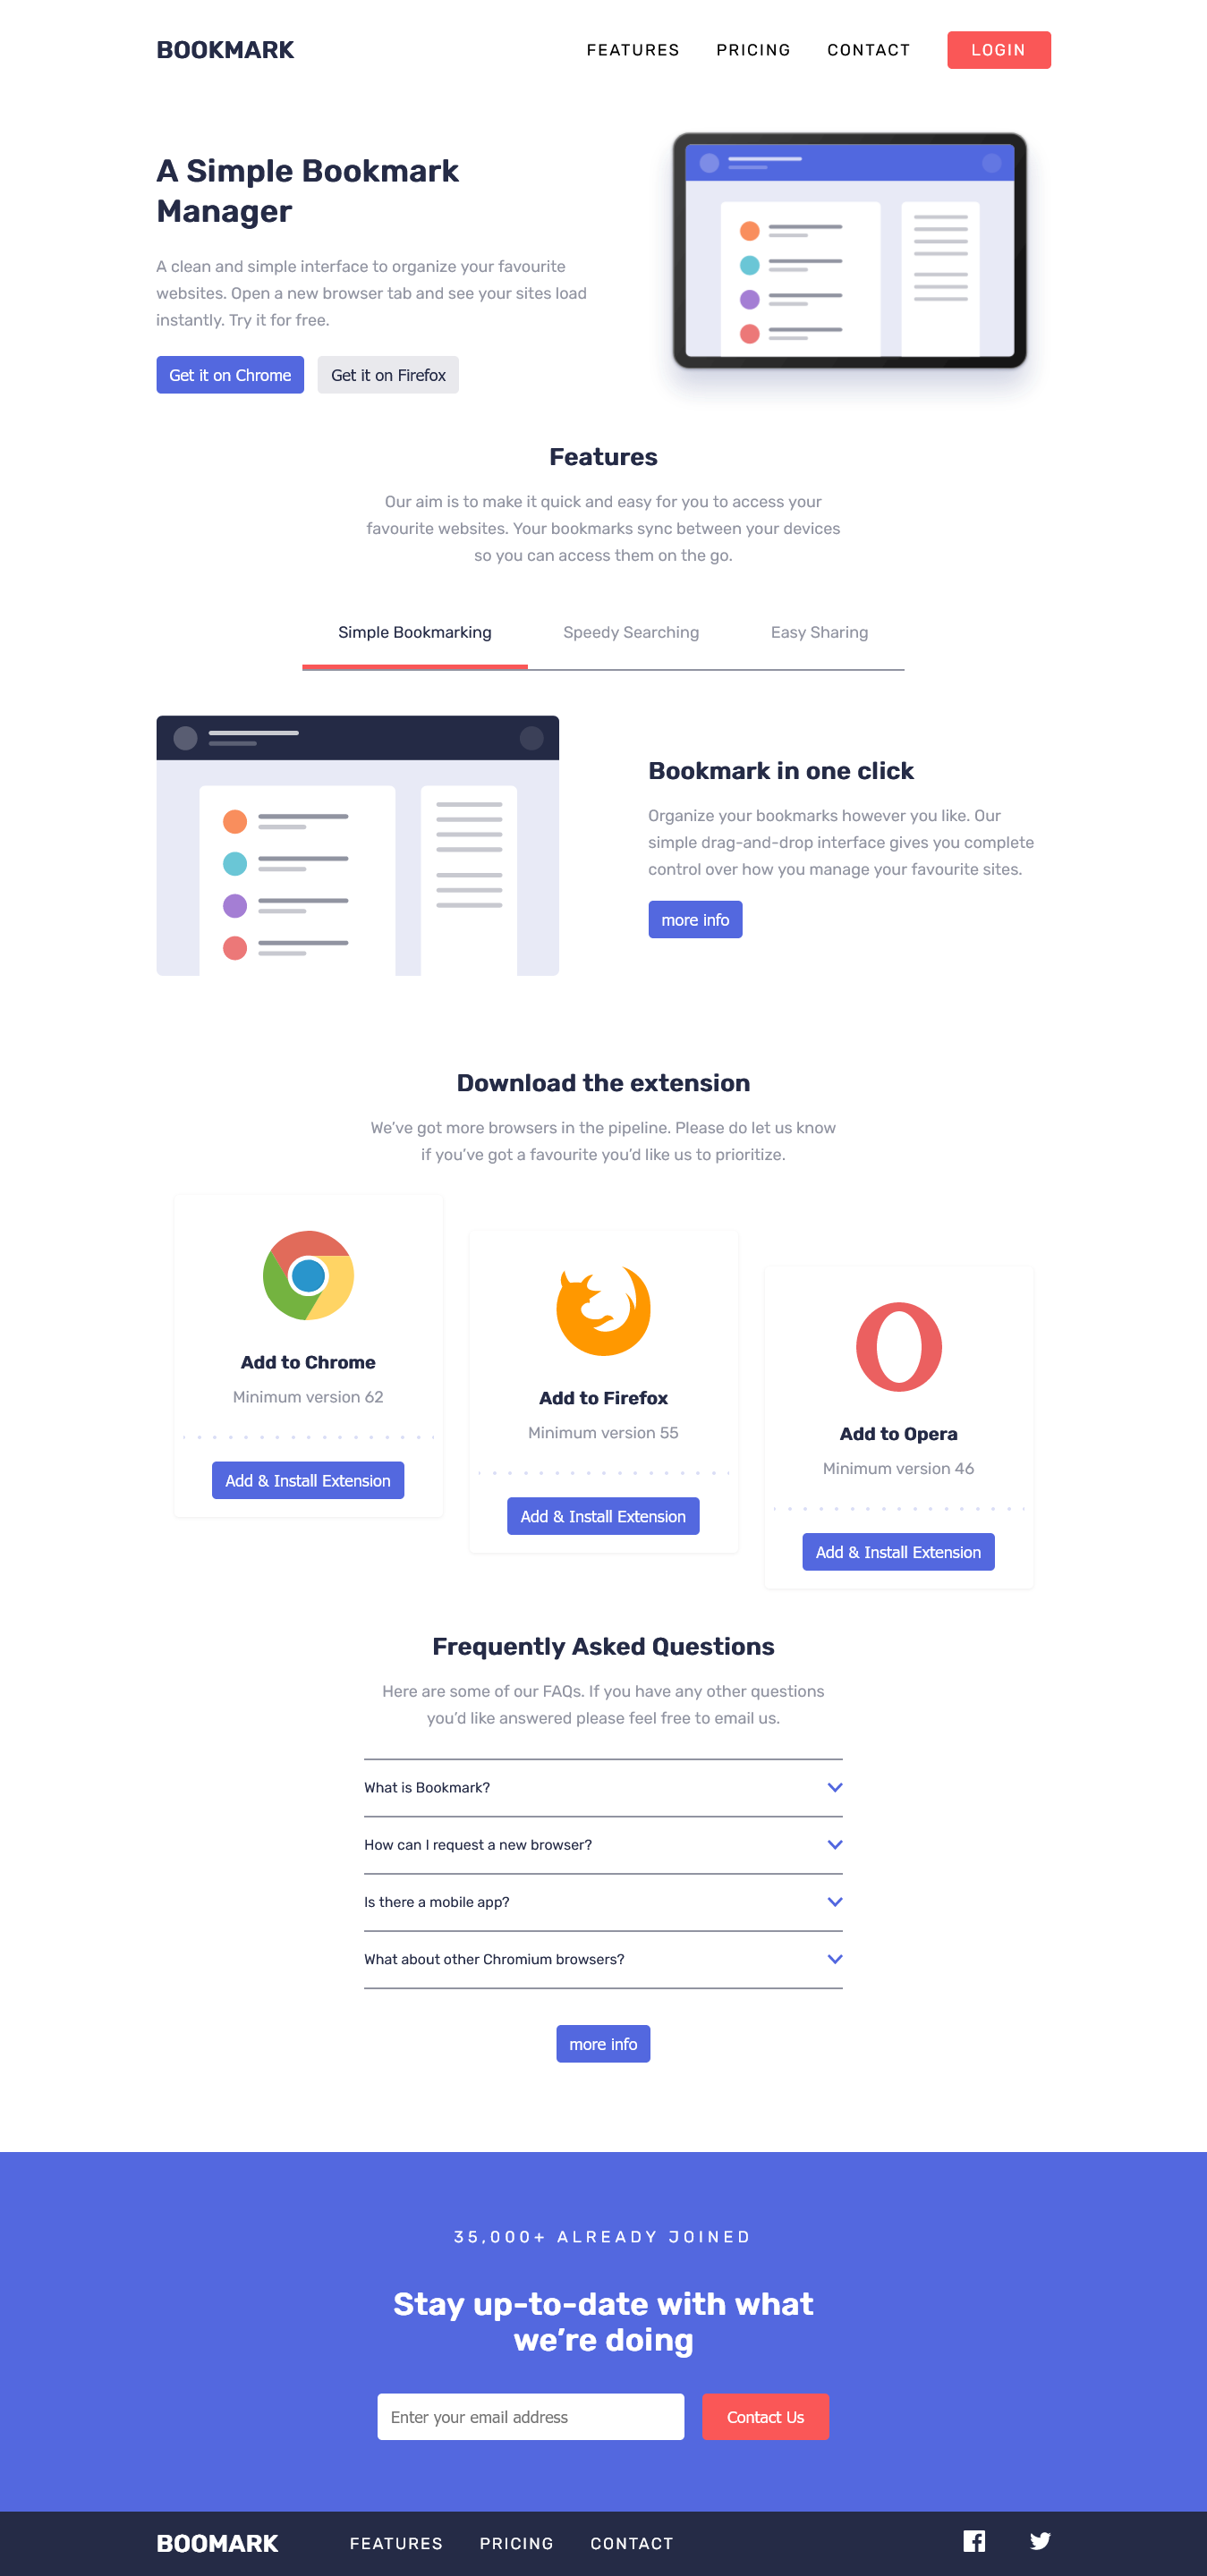 BOOKMARK
FEATURES PRICING CONTACT LOGIN
A Simple Bookmark
Manager
A clean and simple interface to organize your favourite
websites. Open a new browser tab and see your sites load
instantly. Try it for free.
Get it on Chrome Get it on Firefox
Features
Our aim is to make it quick and easy for you to access your
favourite websites. Your bookmarks sync between your devices
so you can access them on the go.
Simple Bookmarking Speedy Searching Easy Sharing
Bookmark in one click
Organize your bookmarks however you like. Our
simple drag-and-drop interface gives you complete
control over how you manage your favourite sites.
more info
Download the extension
We’ve got more browsers in the pipeline. Please do let us know
if you’ve got a favourite you’d like us to prioritize.
Add to Chrome
Minimum version 62
Add & Install Extension
Add to Firefox
Minimum version 55
Add & Install Extension
Add to Opera
Minimum version 46
Add & Install Extension
Frequently Asked Questions
Here are some of our FAQs. If you have any other questions
you’d like answered please feel free to email us.
What is Bookmark?
How can I request a new browser?
Is there a mobile app?
What about other Chromium browsers?
more info
35,000+ ALREADY JOINED
Stay up-to-date with what
we’re doing
Enter your email address Contact Us
BOOMARK FEATURES PRICING CONTACT